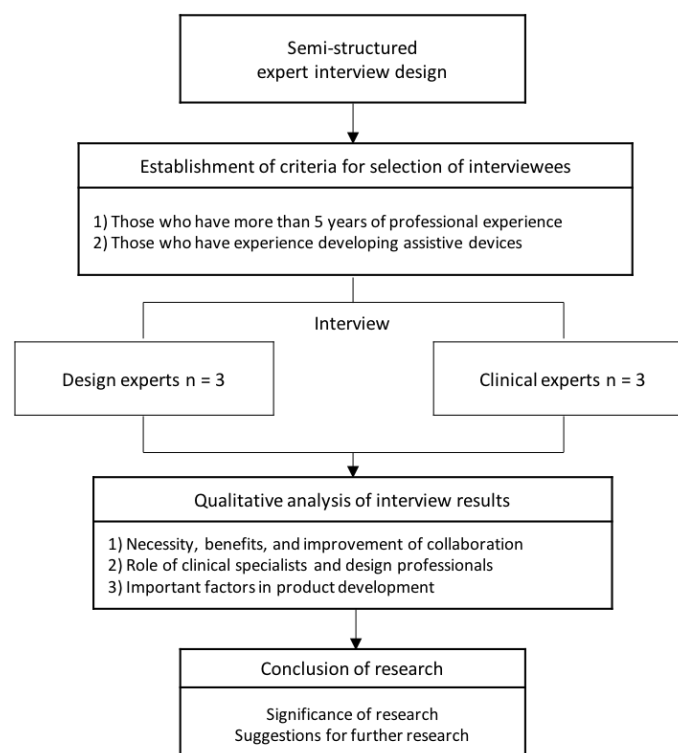 Semi-structured
expert interview design
Establishment of criteria for selection of interviewees
1) Those who have more than 5 years of professional experience
2) Those who have experience developing assistive devices
Interview
Design experts n = 3
Clinical experts n = 3
Qualitative analysis of interview results
1) Necessity, benefits, and improvement of collaboration
2) Role of clinical specialists and design professionals
3) Important factors in product development
Conclusion of research
Significance of research
Suggestions for further research